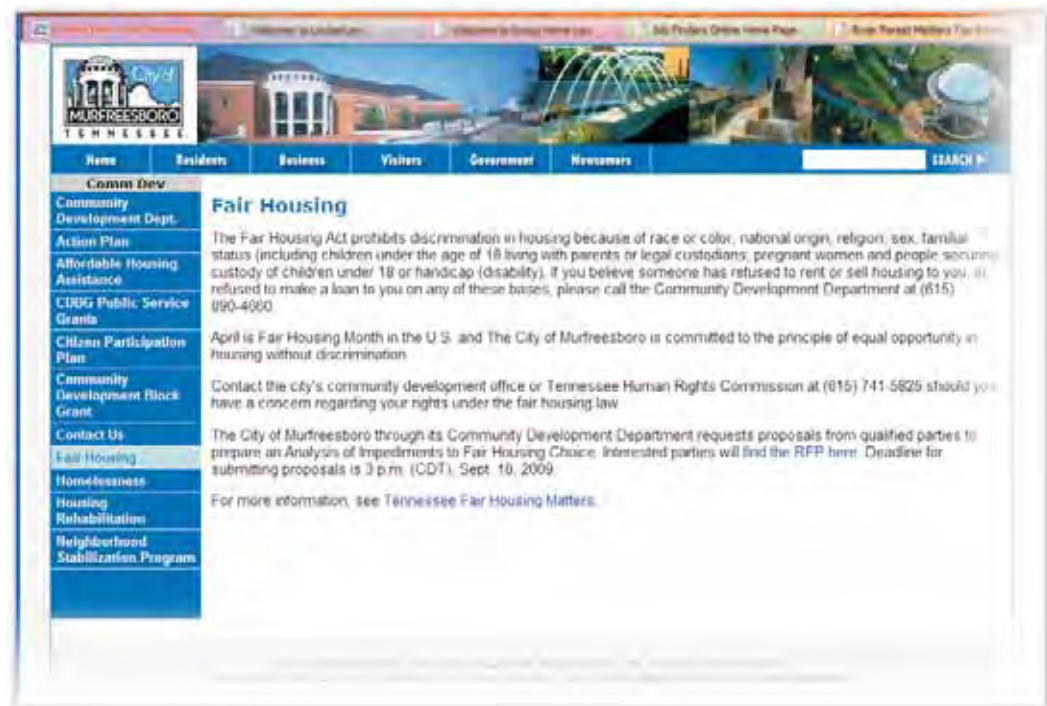 City of
MURFREESBORO
TENNESSEE
Home Residents Business Visitors Government Newcomers SEARCH
Comm Dev
Community
Development Dept.
Action Plan
Affordable Housing
Assistance
CDBG Public Service
Grants
Citizen Participation
Plan
Community
Development Block
Grant
Contact Us
Fair Housing
Homelessness
Housing
Rehabilitation
Neighborhood
Stabilization Program
Fair Housing
The Fair Housing Act prohibits discrimination in housing because of race or color, national origin, religion, sex, familial
status (including children under the age of 18 living with parents or legal custodians, pregnant women and people securing
custody of children under 18 or handicap (disability). If you believe someone has refused to rent or sell housing to you, or
refused to make a loan to you on any of these bases, please call the Community Development Department at (615)
890-4660.
April is Fair Housing Month in the U.S. and The City of Murfreesboro is committed to the principle of equal opportunity in
housing without discrimination.
Contact the city's community development office or Tennessee Human Rights Commission at (615) 741-5825 should you
have a concern regarding your rights under the fair housing law.
The City of Murfreesboro through its Community Development Department requests proposals from qualified parties to
prepare an Analysis of Impediments to Fair Housing Choice. Interested parties will find the RFP here. Deadline for
submitting proposals is 3 p.m. (CDT), Sept. 18, 2009.
For more information, see Tennessee Fair Housing Matters.